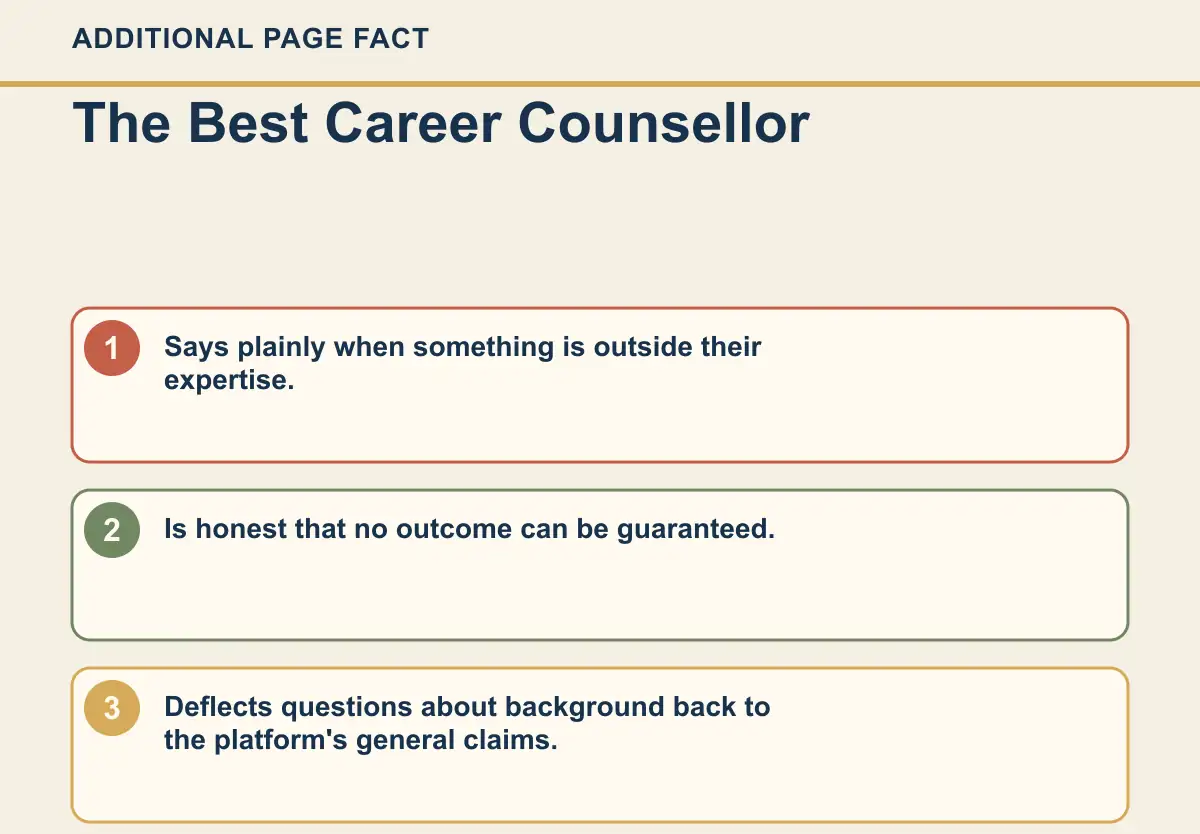 ADDITIONAL PAGE FACT
The Best Career Counsellor
1
Says plainly when something is outside their
expertise.
2
Is honest that no outcome can be guaranteed.
3
Deflects questions about background back to
the platform's general claims.